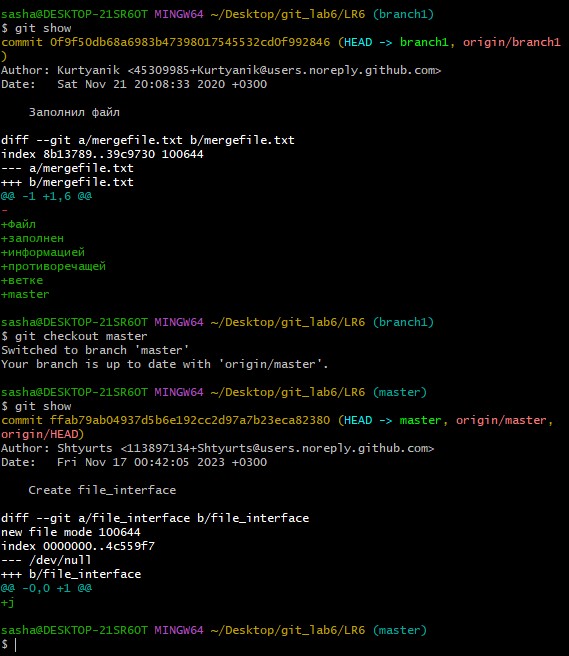 sasha@DESKTOP-21SR6OT MINGW64 ~/Desktop/git_lab6/LR6 (branch1)
$ git show
commit 0f9f50db68a6983b47398017545532cd0f992846 (HEAD -> branch1, origin/branch1
)
Author: Kurtyanik <45309985+Kurtyanik@users.noreply.github.com>
Date:   Sat Nov 21 20:08:33 2020 +0300

    Заполнил файл

diff --git a/mergefile.txt b/mergefile.txt
index 8b13789..39c9730 100644
--- a/mergefile.txt
+++ b/mergefile.txt
@@ -1 +1,6 @@
-
+Файл
+заполнен
+информацией
+противоречащей
+ветке
+master

sasha@DESKTOP-21SR6OT MINGW64 ~/Desktop/git_lab6/LR6 (branch1)
$ git checkout master
Switched to branch 'master'
Your branch is up to date with 'origin/master'.

sasha@DESKTOP-21SR6OT MINGW64 ~/Desktop/git_lab6/LR6 (master)
$ git show
commit ffab79ab04937d5b6e192cc2d97a7b23eca82380 (HEAD -> master, origin/master,
origin/HEAD)
Author: Shtyurts <113897134+Shtyurts@users.noreply.github.com>
Date:   Fri Nov 17 00:42:05 2023 +0300

    Create file_interface

diff --git a/file_interface b/file_interface
new file mode 100644
index 0000000..4c559f7
--- /dev/null
+++ b/file_interface
@@ -0,0 +1 @@
+j

sasha@DESKTOP-21SR6OT MINGW64 ~/Desktop/git_lab6/LR6 (master)
$